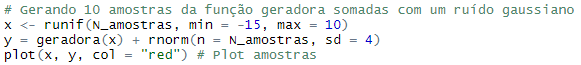 # Gerando 10 amostras da função geradora somadas com um ruído gaussiano
x <- runif(N_amostras, min = -15, max = 10)
y = geradora(x) + rnorm(n = N_amostras, sd = 4)
plot(x, y, col = "red") # Plot amostras